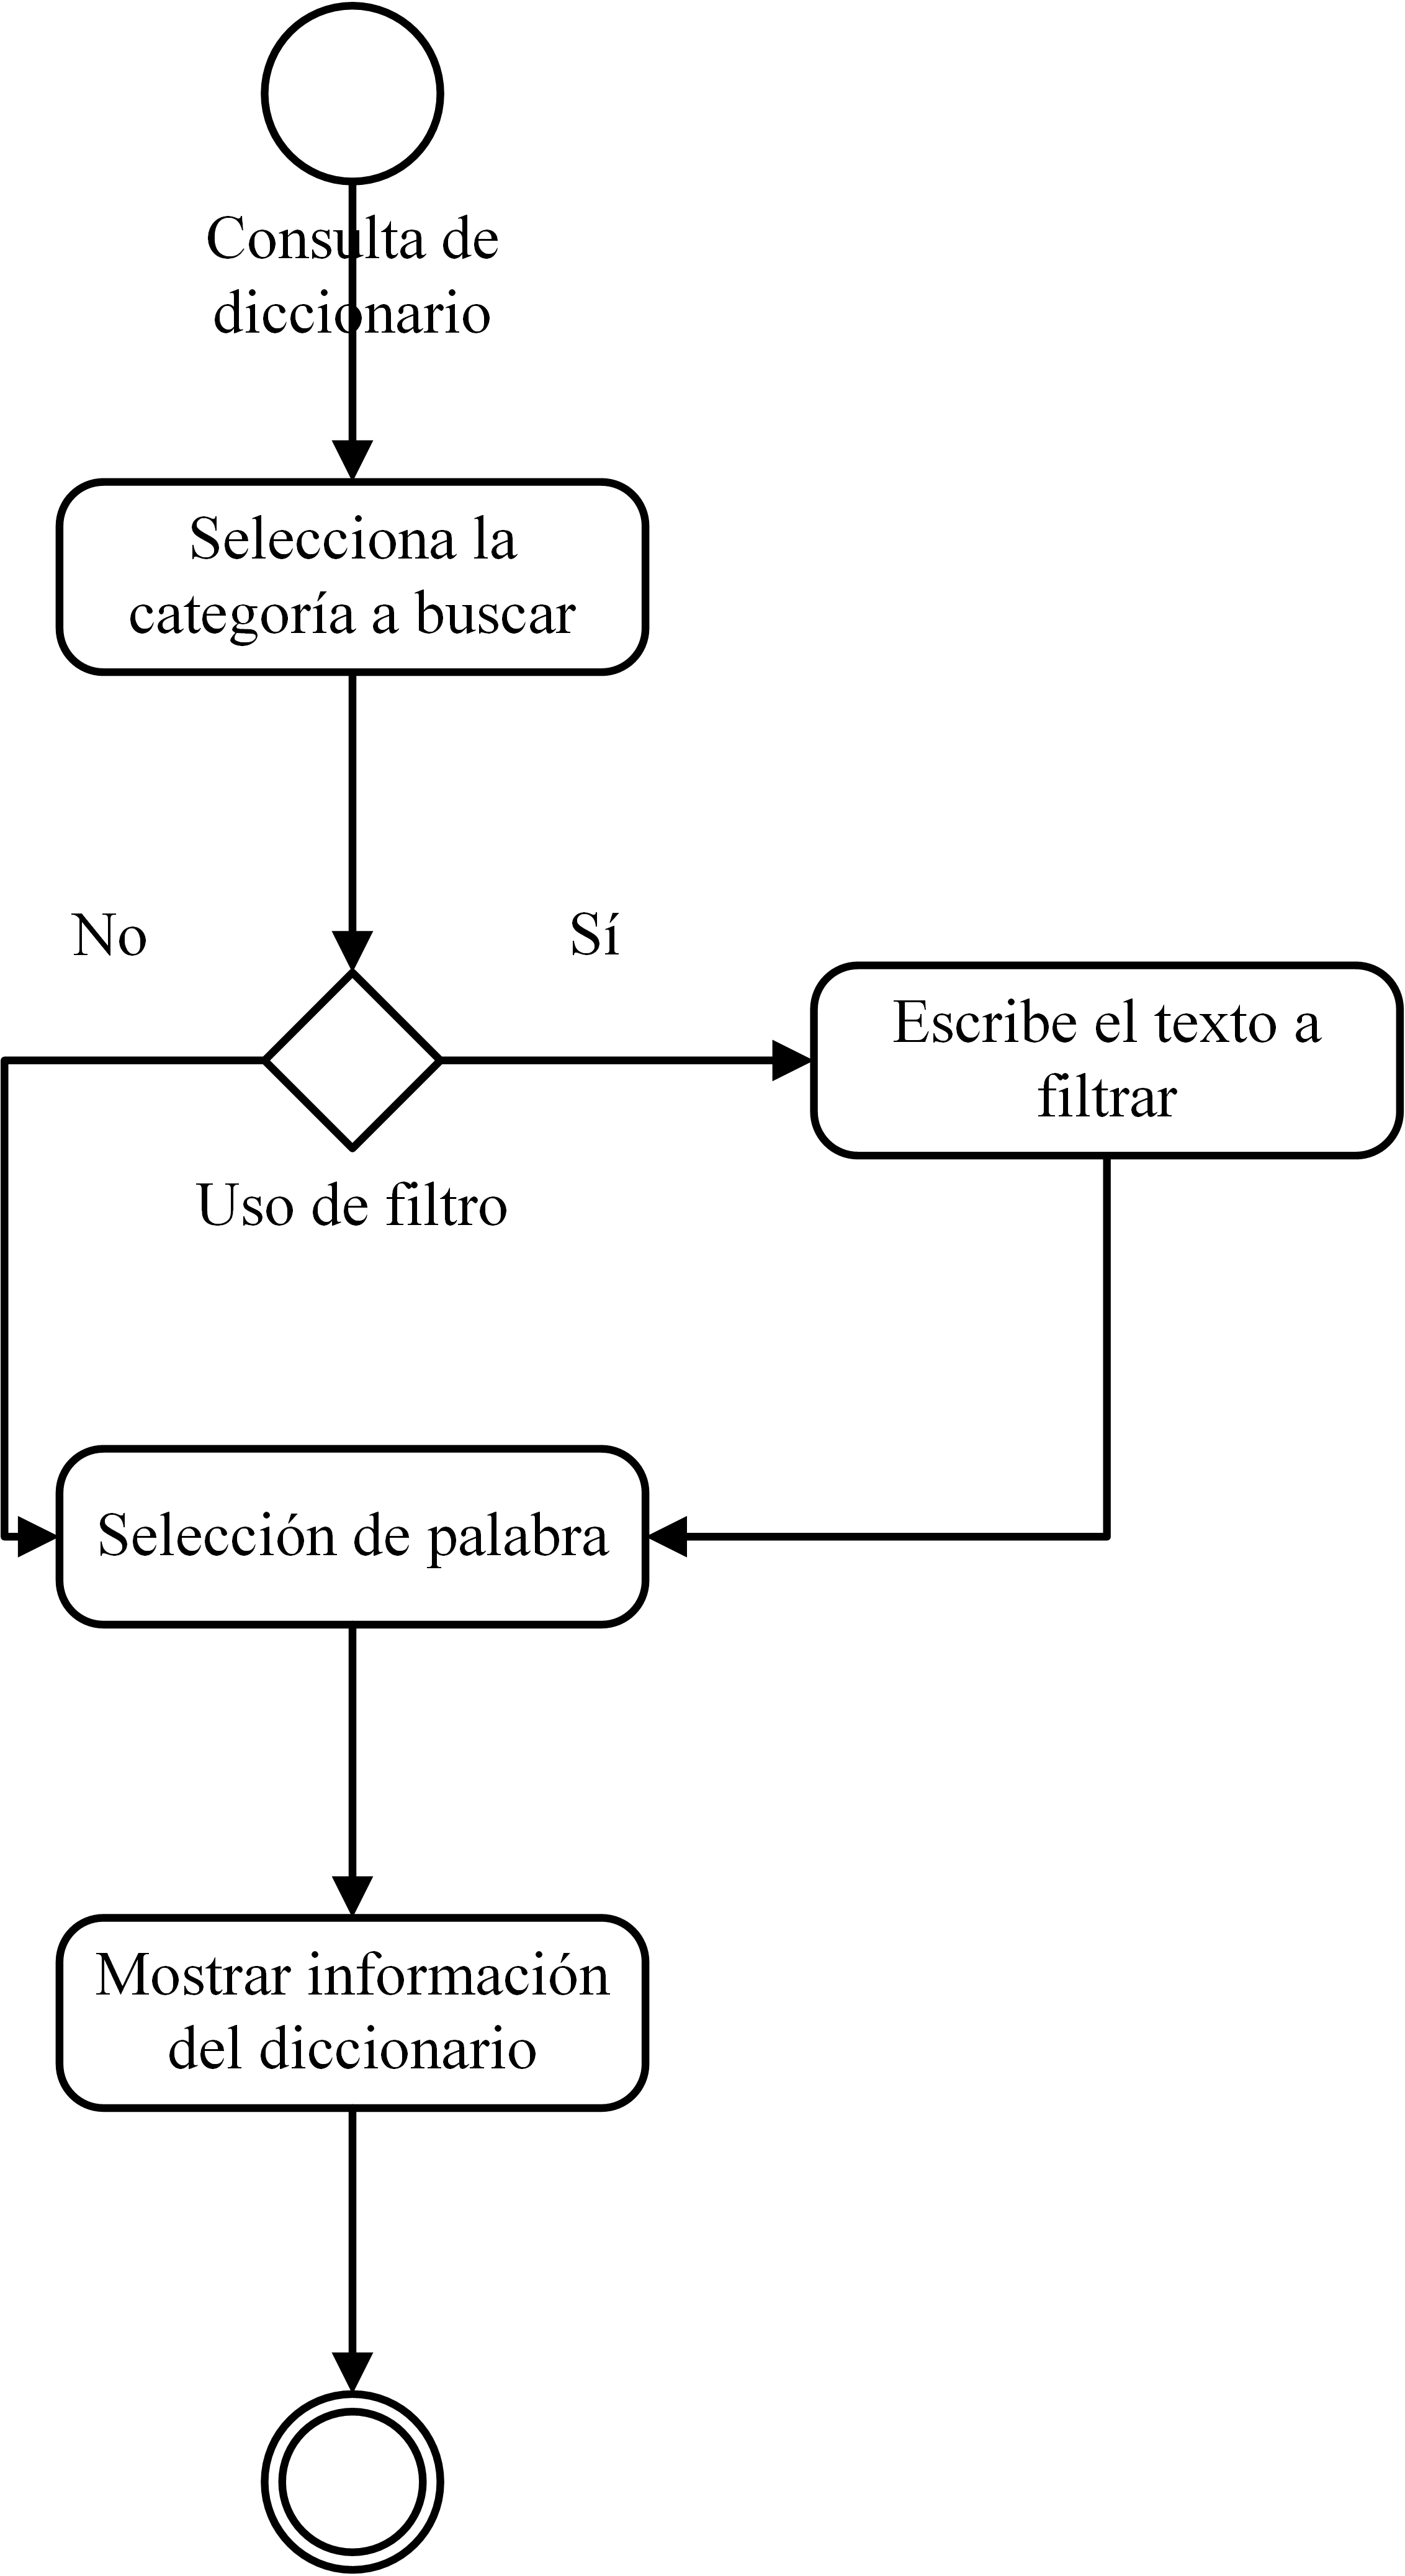 Consulta de
diccionario
Selecciona la
categoría a buscar
No
Sí
Escribe el texto a
filtrar
Uso de filtro
Selección de palabra
Mostrar información
del diccionario